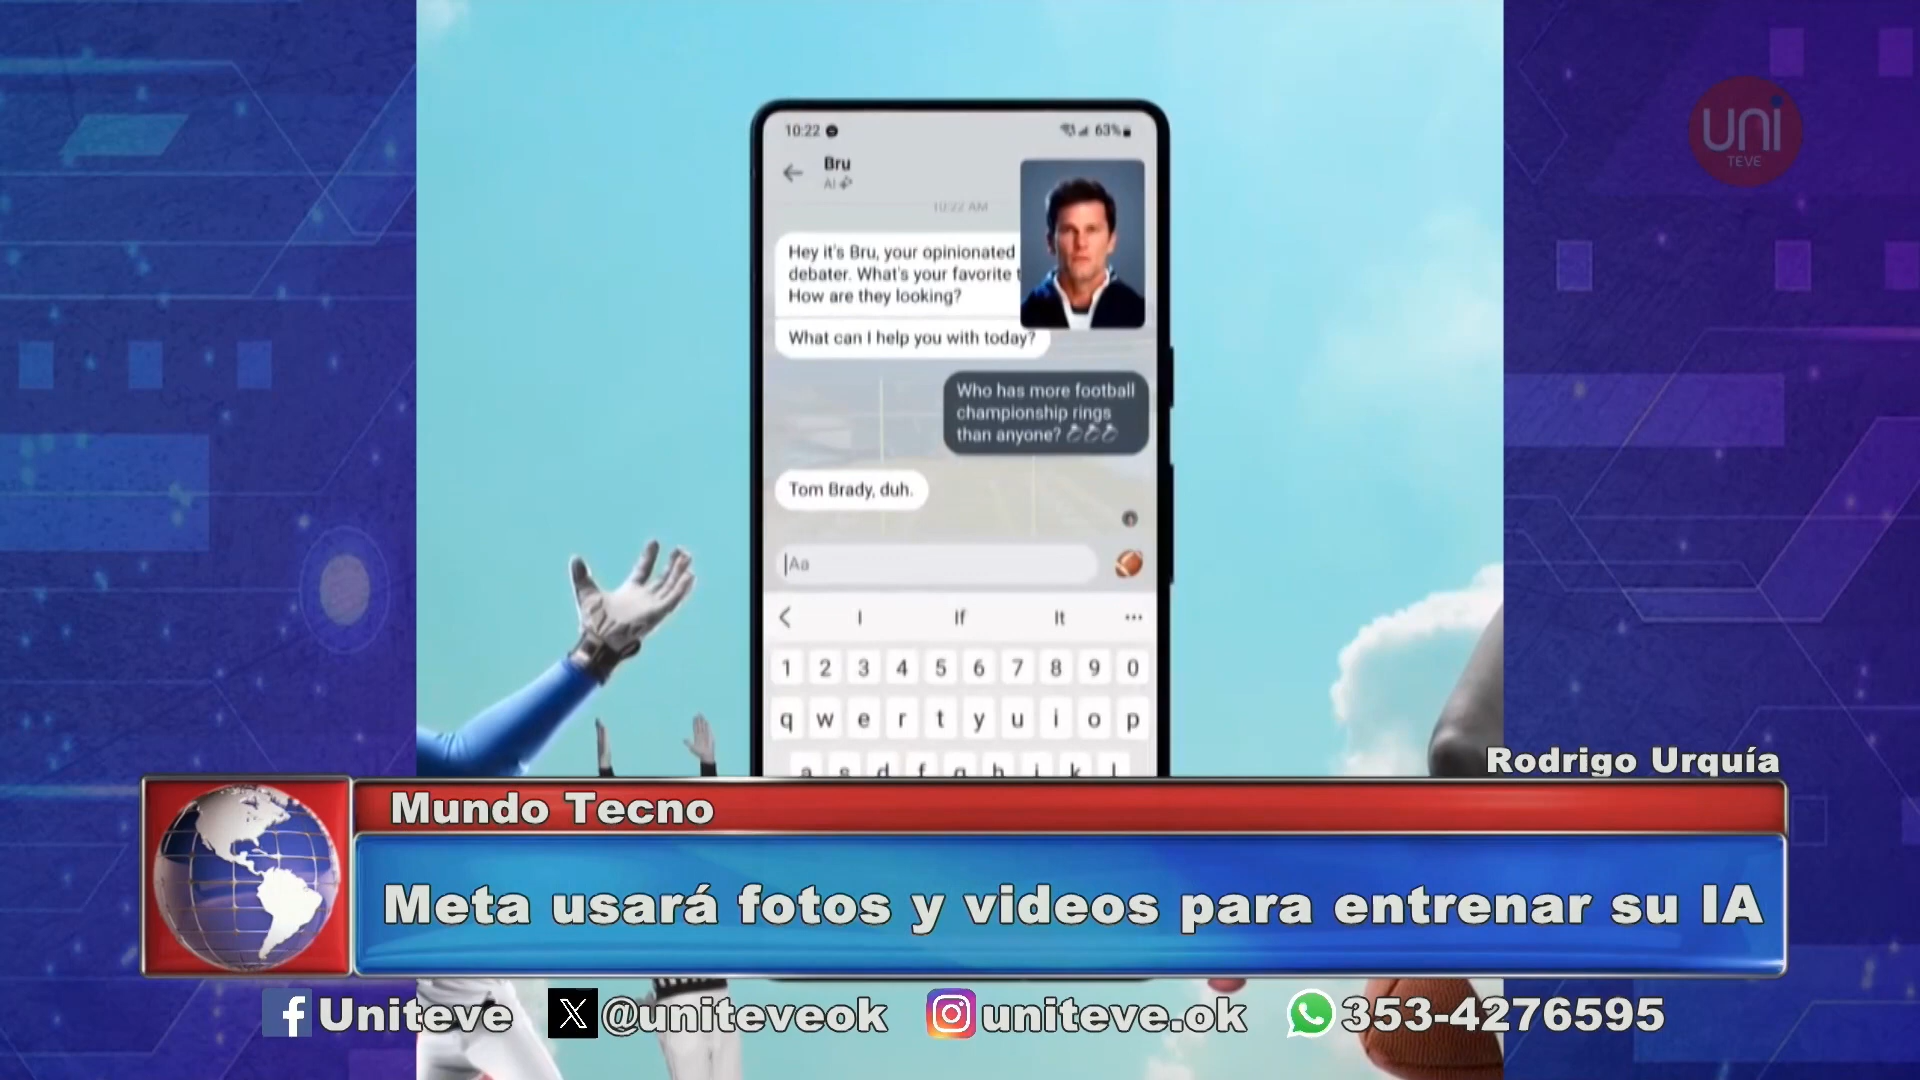 10:22
63%
uni
TEVE
Bru
AI
10:22 AM
Hey it's Bru, your opinionated
debater. What's your favorite t
How are they looking?
What can I help you with today?
Who has more football
championship rings
than anyone?
Tom Brady, duh.
Aa
I If It ...
1 2 3 4 5 6 7 8 9 0
q w e r t y u i o p
a s d f g h j k l
Rodrigo Urquía
Mundo Tecno
Meta usará fotos y videos para entrenar su IA
Uniteve @uniteveok uniteve.ok 353-4276595